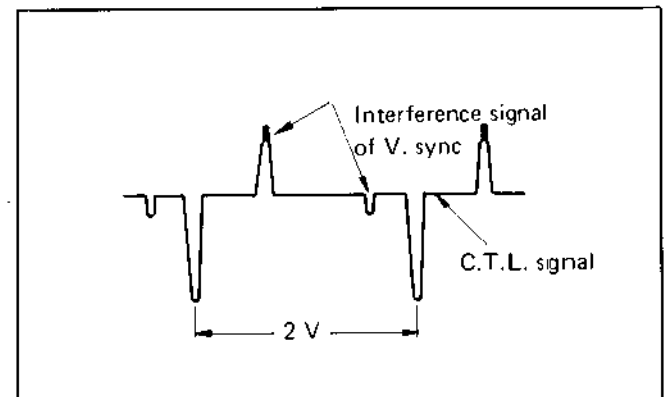 Interference signal
of V. sync
C.T.L. signal
2 V